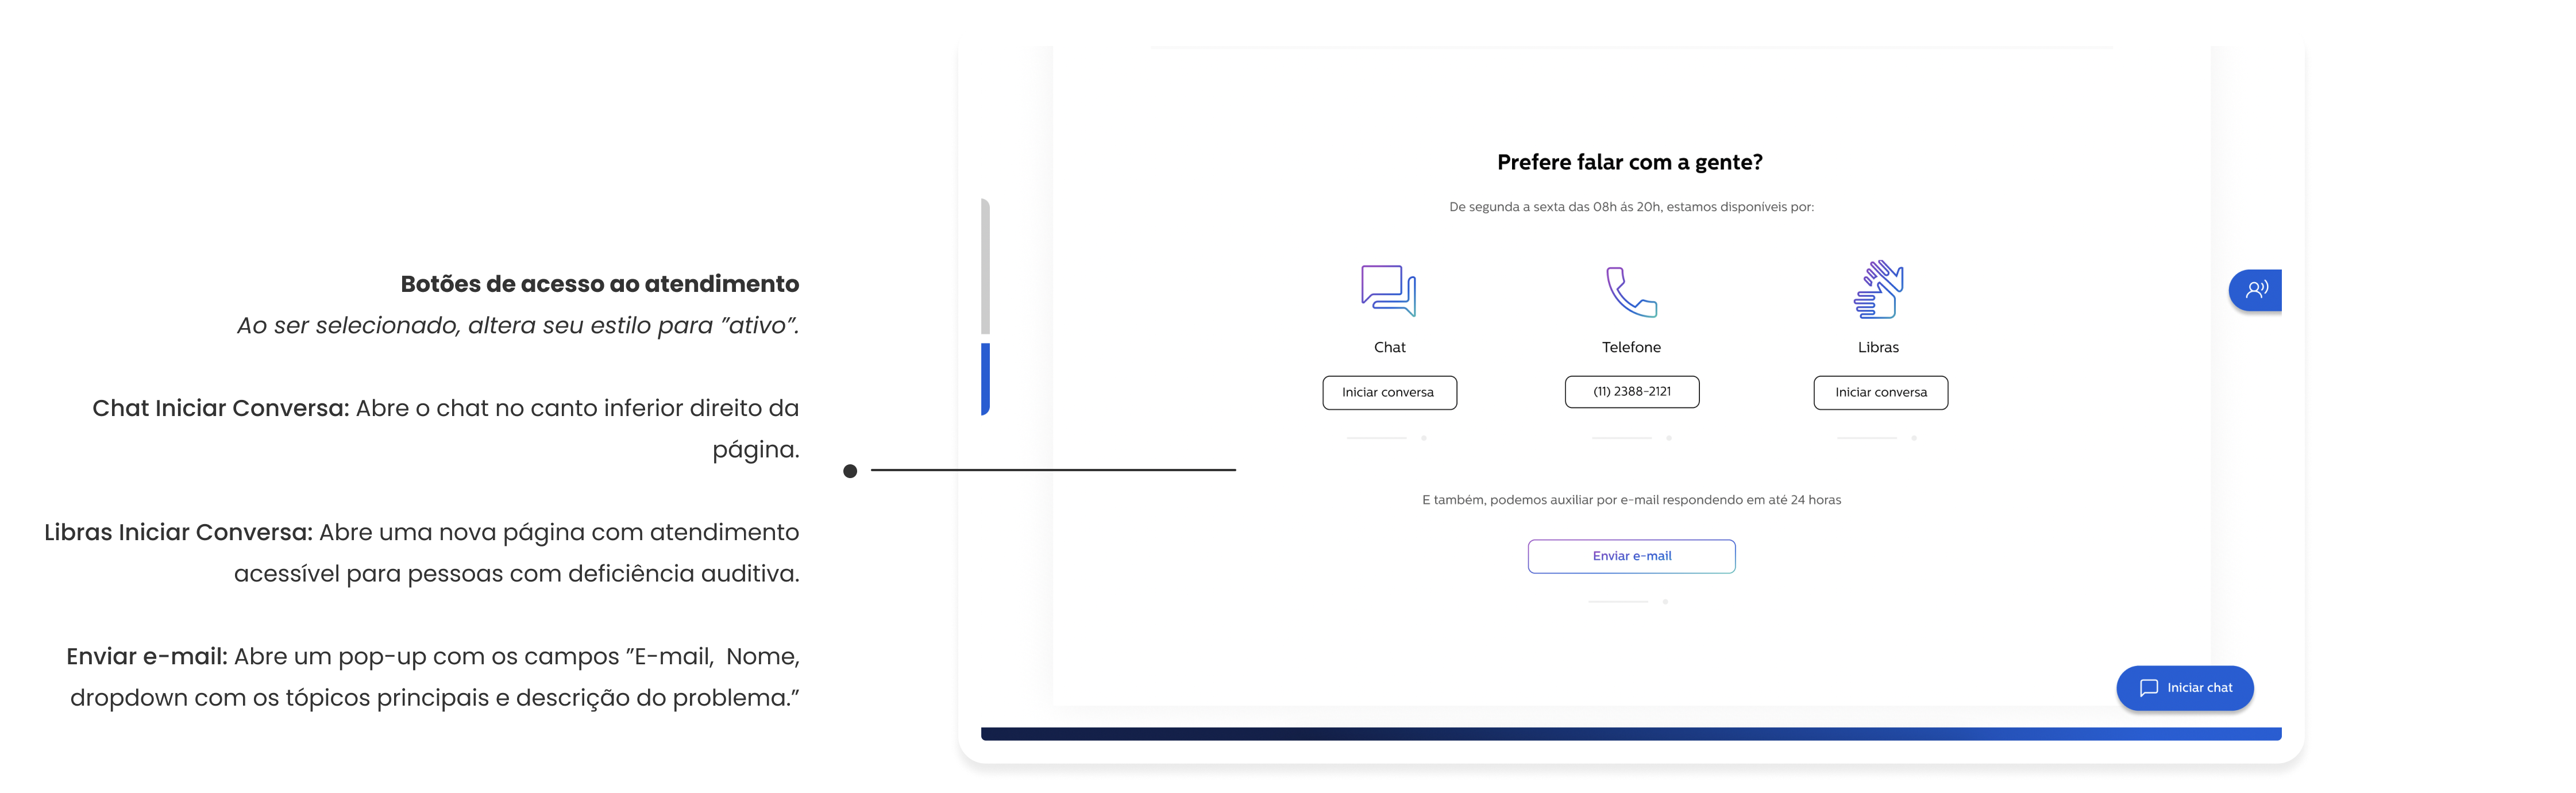 Botões de acesso ao atendimento
Ao ser selecionado, altera seu estilo para ”ativo”.
Chat Iniciar Conversa: Abre o chat no canto inferior direito da
página.
Libras Iniciar Conversa: Abre uma nova página com atendimento
acessível para pessoas com deficiência auditiva.
Enviar e-mail: Abre um pop-up com os campos ”E-mail,  Nome,
dropdown com os tópicos principais e descrição do problema.”
Prefere falar com a gente?
De segunda a sexta das 08h ás 20h, estamos disponíveis por:
Chat
Telefone
Libras
Iniciar conversa
(11) 2388-2121
Iniciar conversa
E também, podemos auxiliar por e-mail respondendo em até 24 horas
Enviar e-mail
Iniciar chat